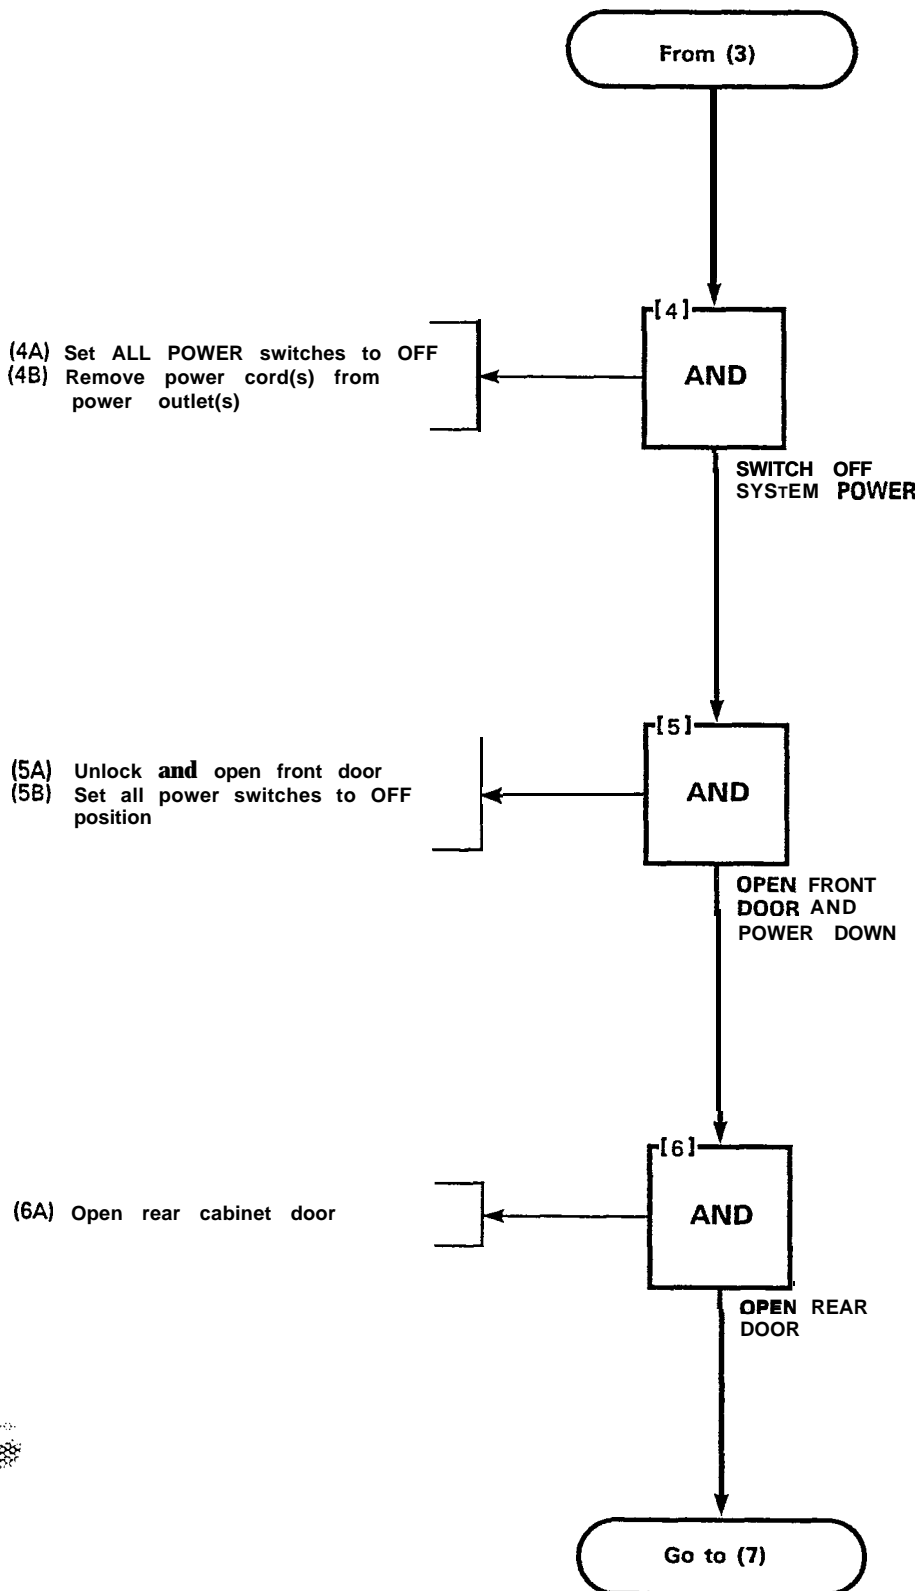 From (3)
[4]
AND
(4A) Set ALL POWER switches to OFF
(4B) Remove power cord(s) from
power outlet(s)
SWITCH OFF
SYSTEM POWER
[5]
AND
(5A) Unlock and open front door
(5B) Set all power switches to OFF
position
OPEN FRONT
DOOR AND
POWER DOWN
[6]
AND
(6A) Open rear cabinet door
OPEN REAR
DOOR
Go to (7)